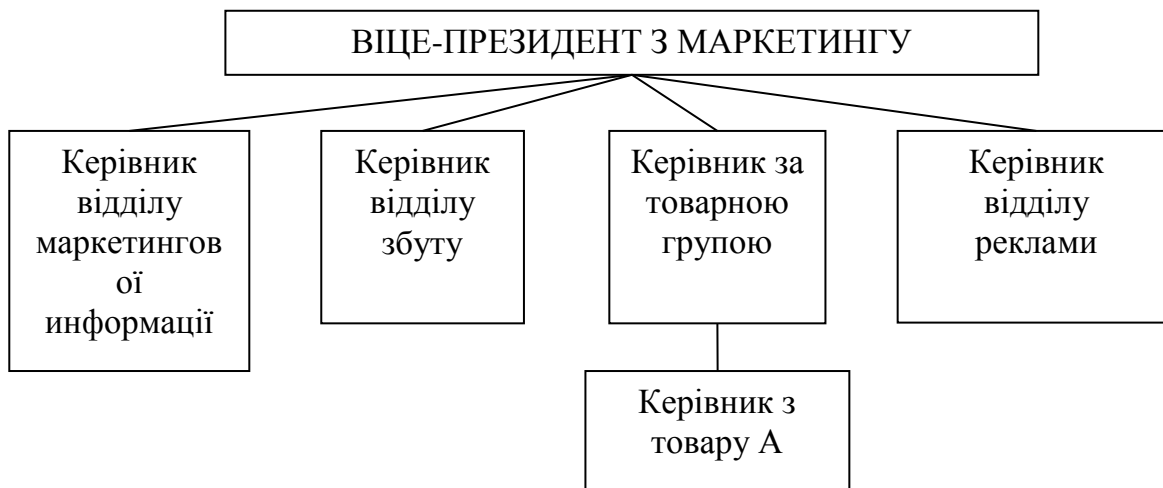 ВІЦЕ-ПРЕЗИДЕНТ З МАРКЕТИНГУ
Керівник
відділу
маркетингов
ої
информації
Керівник
відділу
збуту
Керівник за
товарною
групою
Керівник
відділу
реклами
Керівник з
товару А